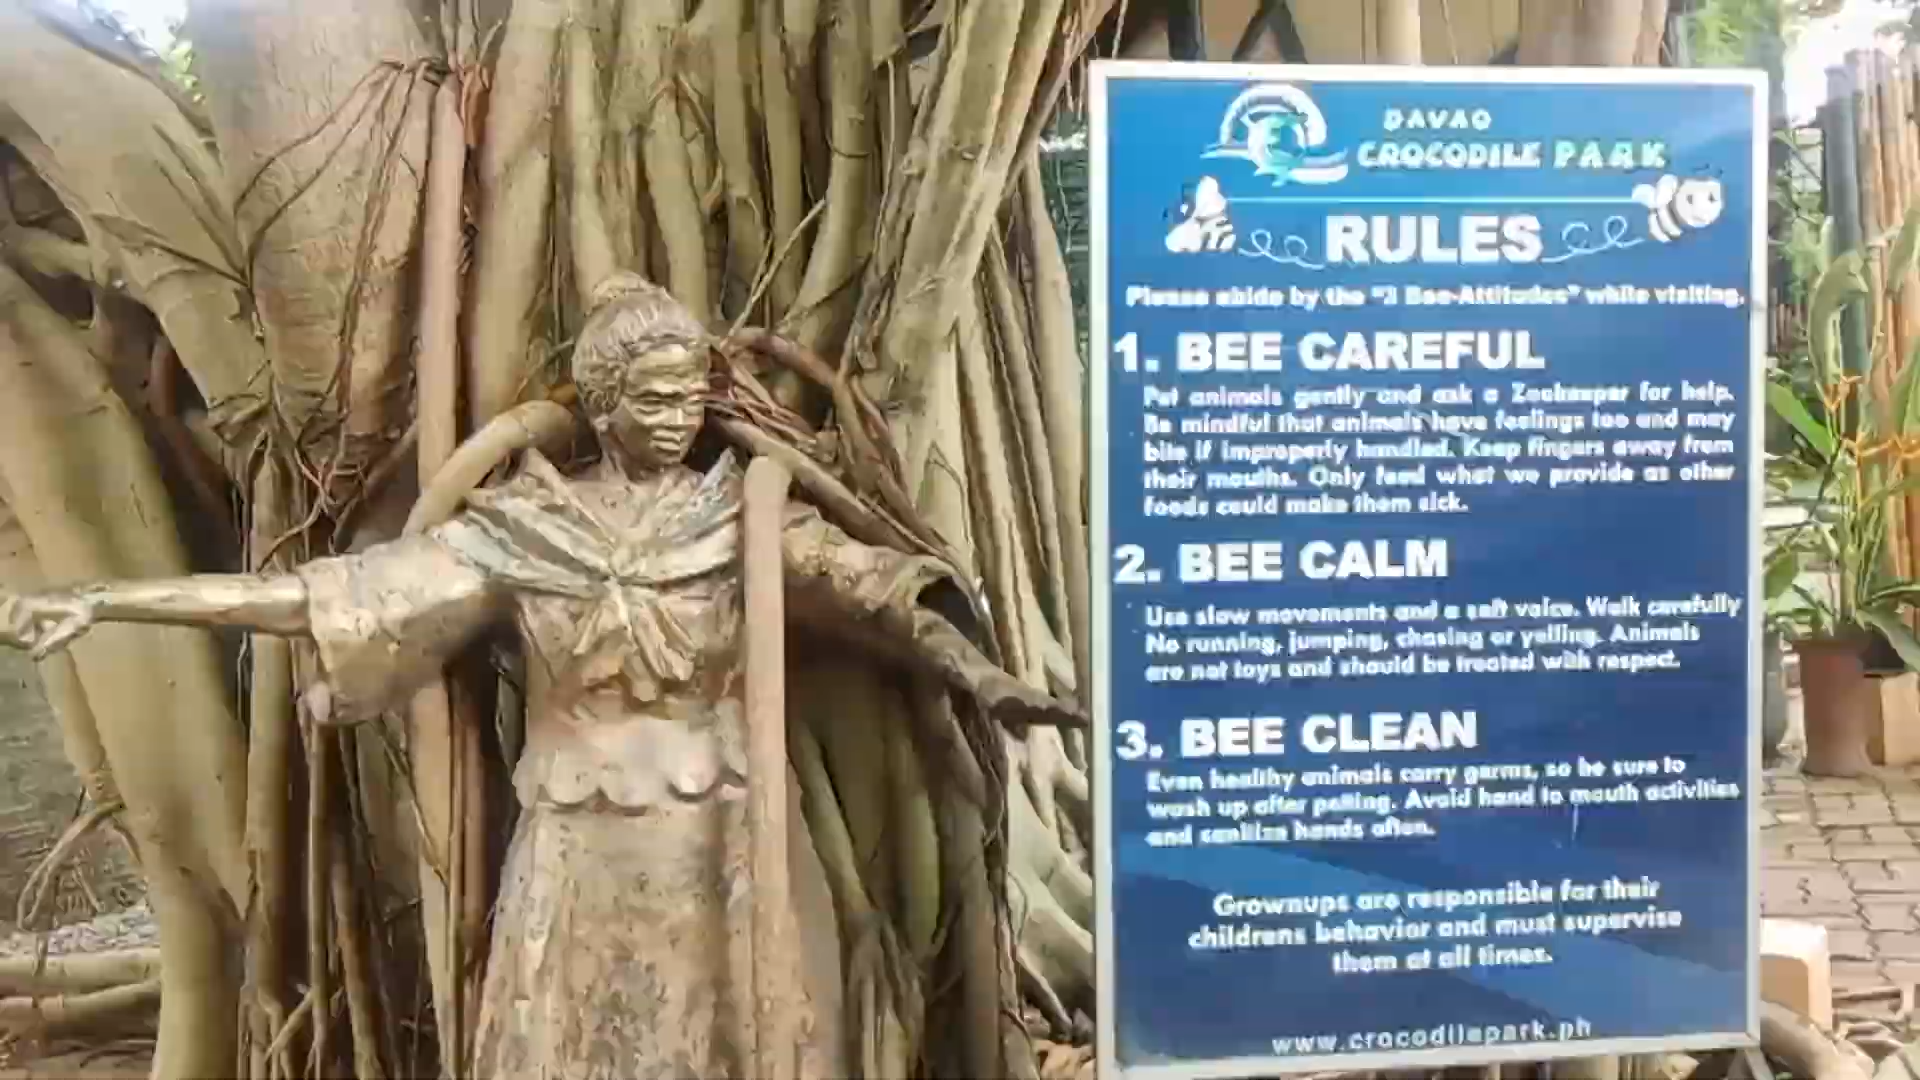 DAVAO
CROCODILE PARK
RULES
Please abide by the "3 Bee-Attitudes" while visiting.
1. BEE CAREFUL
Pet animals gently and ask a Zookeeper for help.
Be mindful that animals have feelings too and may
bite if improperly handled. Keep fingers away from
their mouths. Only feed what we provide as other
foods could make them sick.
2. BEE CALM
Use slow movements and a soft voice. Walk carefully
No running, jumping, chasing or yelling. Animals
are not toys and should be treated with respect.
3. BEE CLEAN
Even healthy animals carry germs, so be sure to
wash up after petting. Avoid hand to mouth activities
and sanitize hands often.
Grownups are responsible for their
childrens behavior and must supervise
them at all times.
www.crocodilepark.ph